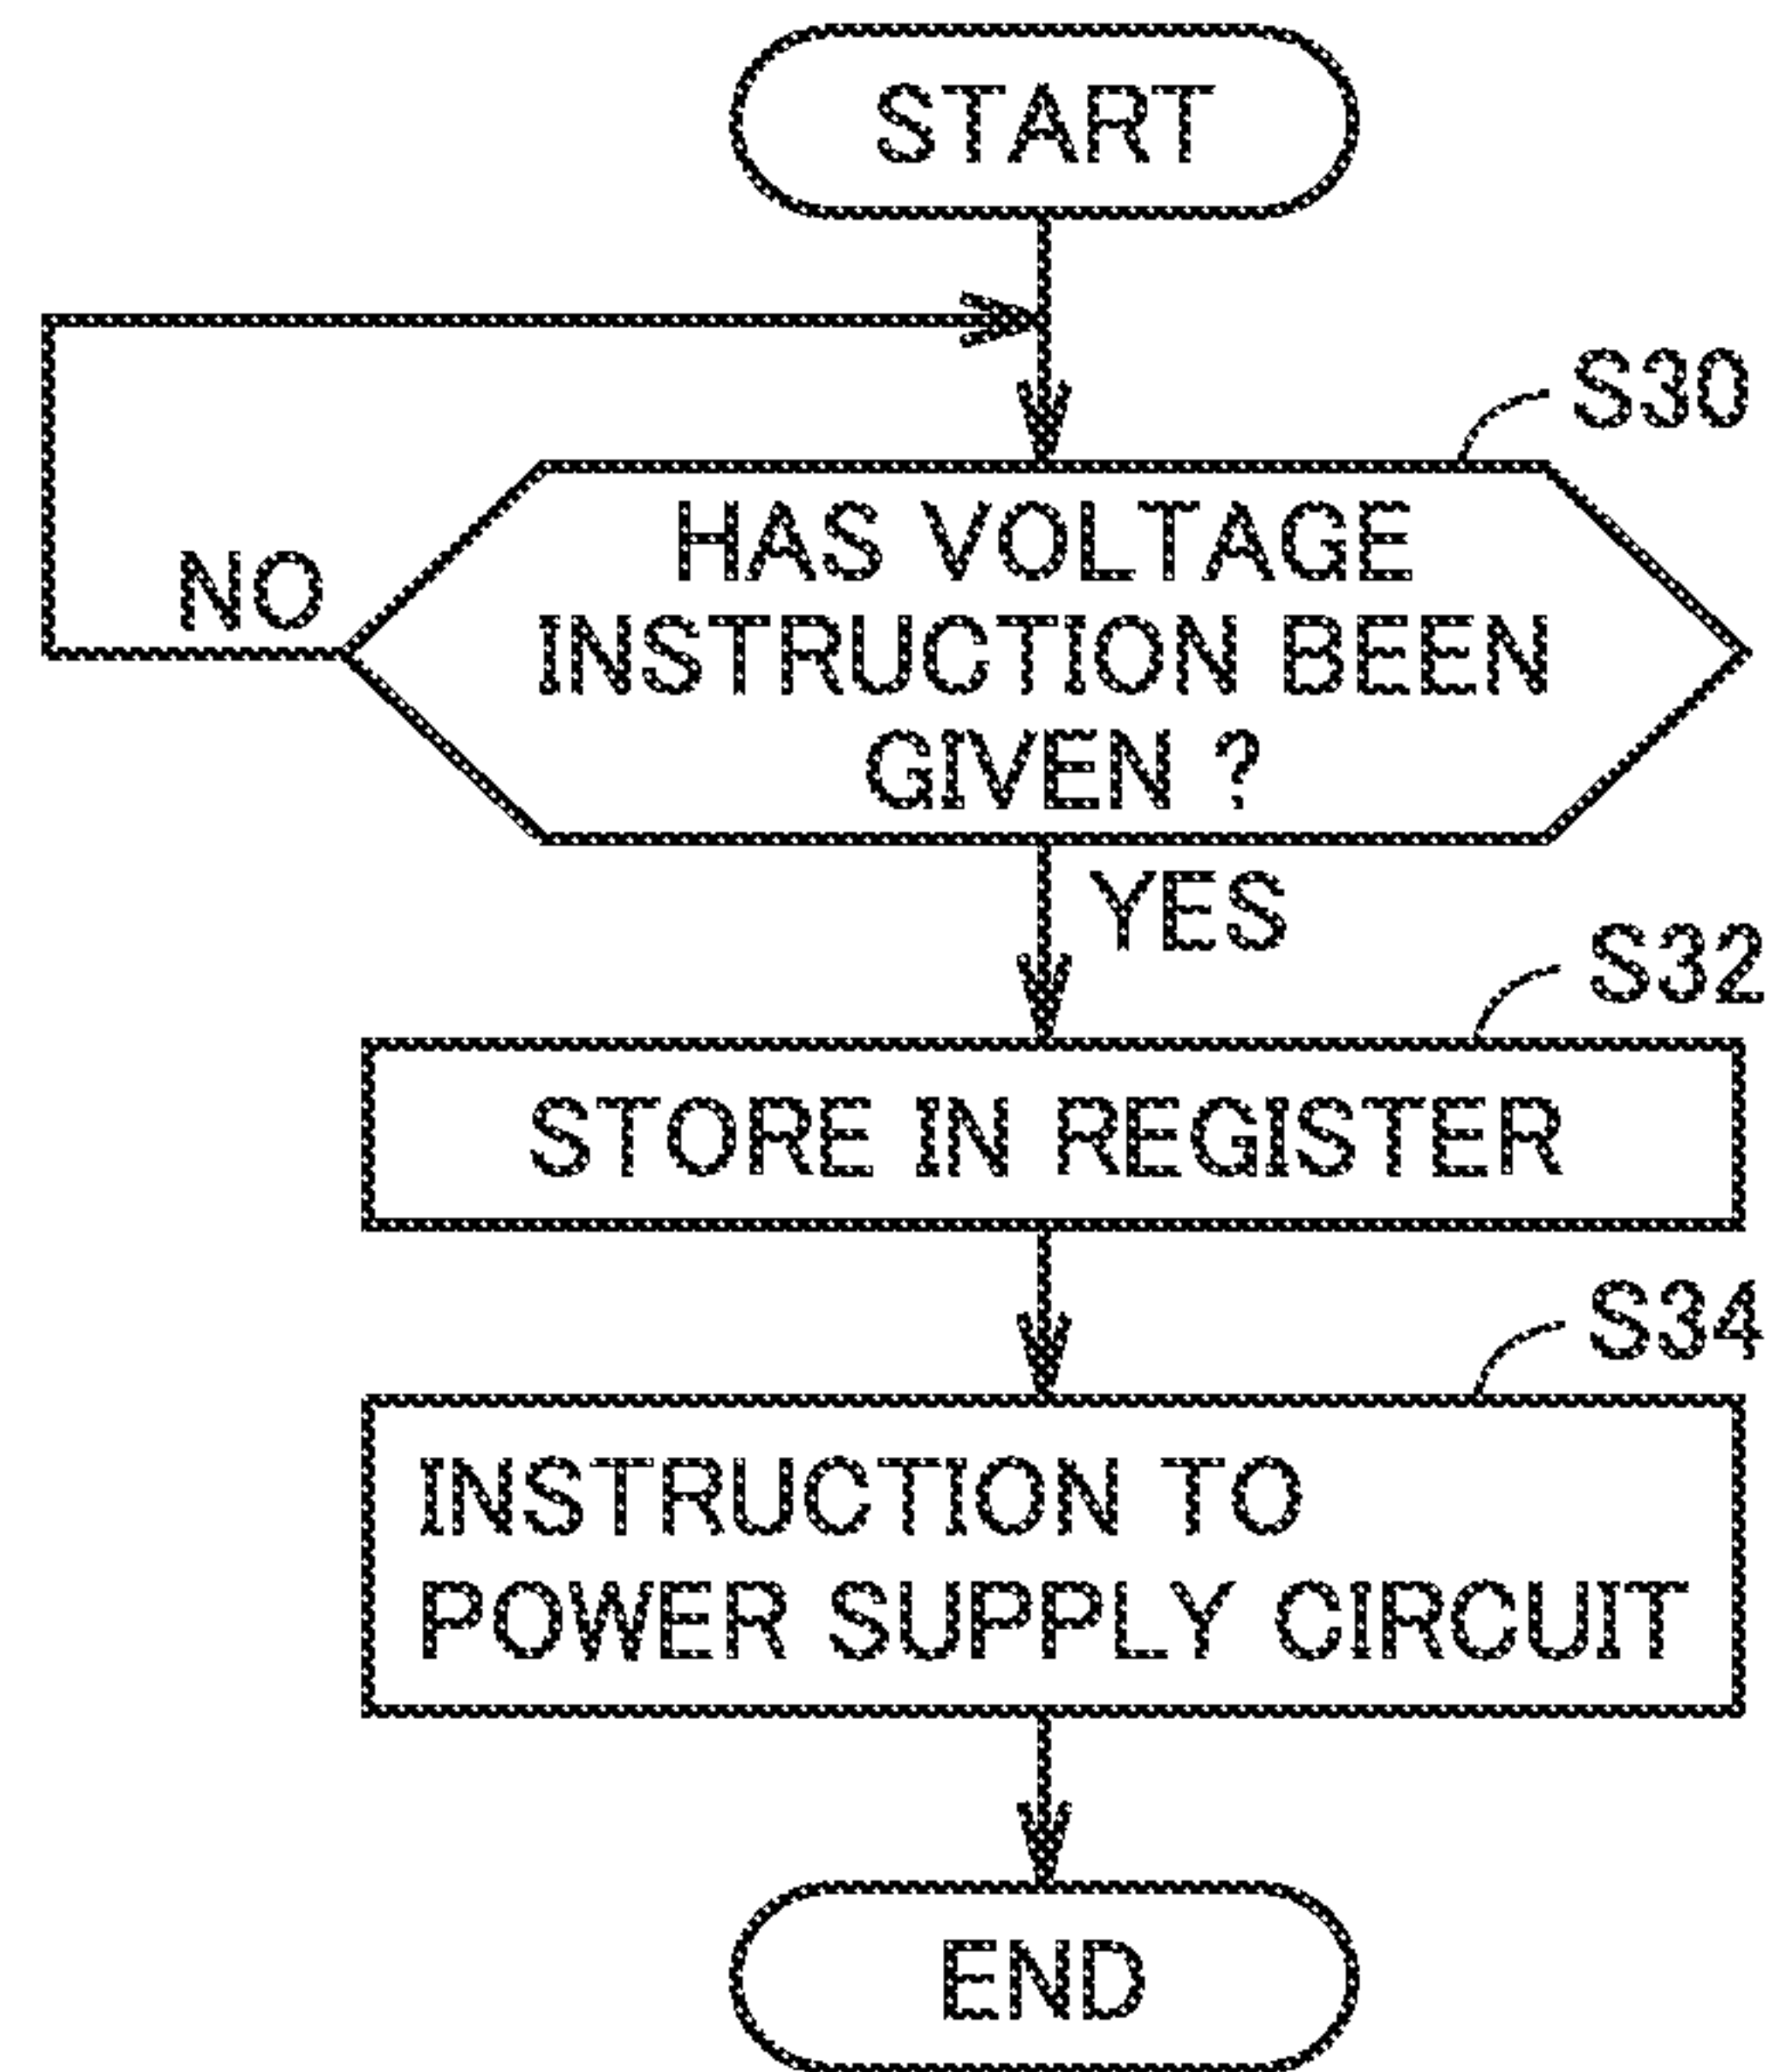 START
S30
HAS VOLTAGE
INSTRUCTION BEEN
GIVEN ?
NO
YES
S32
STORE IN REGISTER
S34
INSTRUCTION TO
POWER SUPPLY CIRCUIT
END